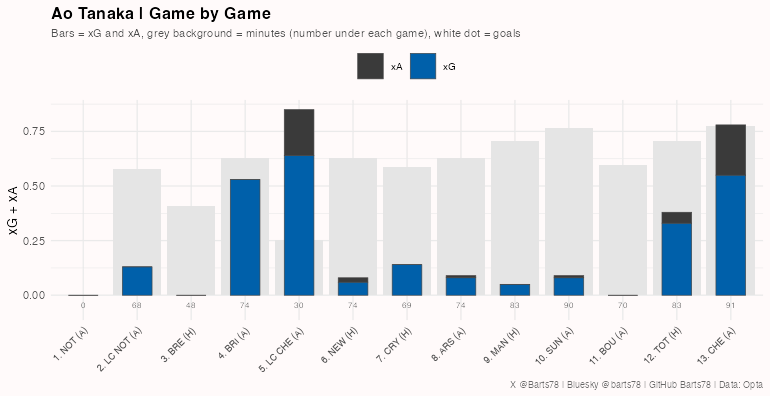 Ao Tanaka | Game by Game
Bars = xG and xA, grey background = minutes (number under each game), white dot = goals
xA xG
xG + xA
0.75
0.50
0.25
0.00
0 68 48 74 30 74 69 74 83 90 70 83 91
1. NOT (A)
2. LC NOT (A)
3. BRE (H)
4. BRI (A)
5. LC CHE (A)
6. NEW (H)
7. CRY (H)
8. ARS (A)
9. MAN (H)
10. SUN (A)
11. BOU (A)
12. TOT (H)
13. CHE (A)
X @Barts78 | Bluesky @barts78 | GitHub Barts78 | Data: Opta